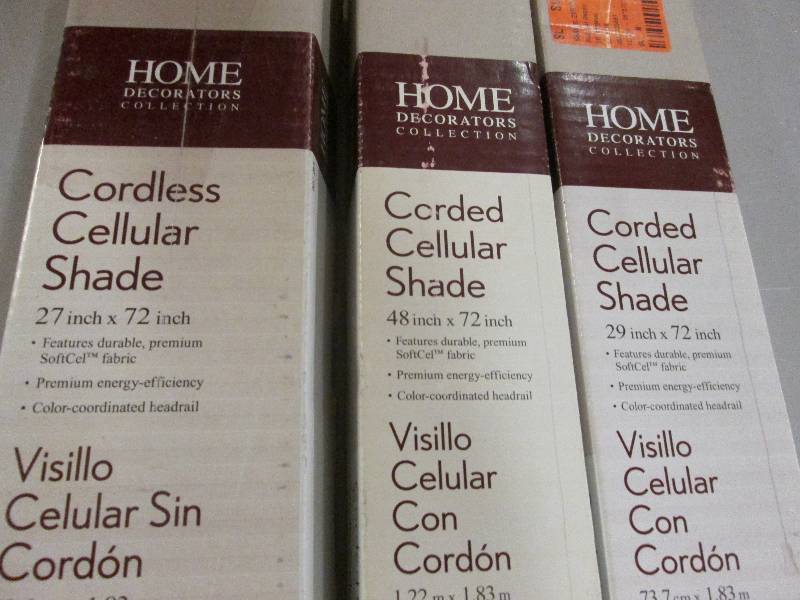 HOME
DECORATORS
COLLECTION
Cordless
Cellular
Shade
27 inch x 72 inch
• Features durable, premium
SoftCel™ fabric
• Premium energy-efficiency
• Color-coordinated headrail
Visillo
Celular Sin
Cordón
HOME
DECORATORS
COLLECTION
Corded
Cellular
Shade
48 inch x 72 inch
• Features durable, premium
SoftCel™ fabric
• Premium energy-efficiency
• Color-coordinated headrail
Visillo
Celular
Con
Cordón
1.22 m x 1.83 m
HOME
DECORATORS
COLLECTION
Corded
Cellular
Shade
29 inch x 72 inch
• Features durable, premium
SoftCel™ fabric
• Premium energy-efficiency
• Color-coordinated headrail
Visillo
Celular
Con
Cordón
73.7 cm x 1.83 m